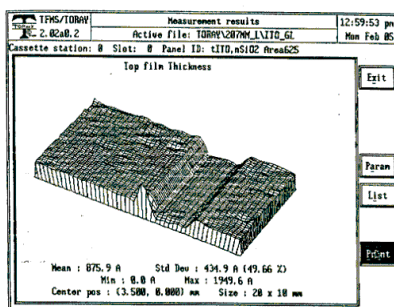 TFMS/TORAY
2.02a0.2
Measurement results
Active file: TORAY\207MM_L\ITO_GL
12:59:53 pm
Mon Feb 05
Cassette station: 0 Slot: 0 Panel ID: tITO,nSiO2 Area625
Top film Thickness
Exit
Param
List
Print
Mean : 875.9 A Std Dev : 434.9 A (49.66 %)
Min : 0.0 A Max : 1949.6 A
Center pos : (3.500, 0.000) mm Size : 20 x 10 mm